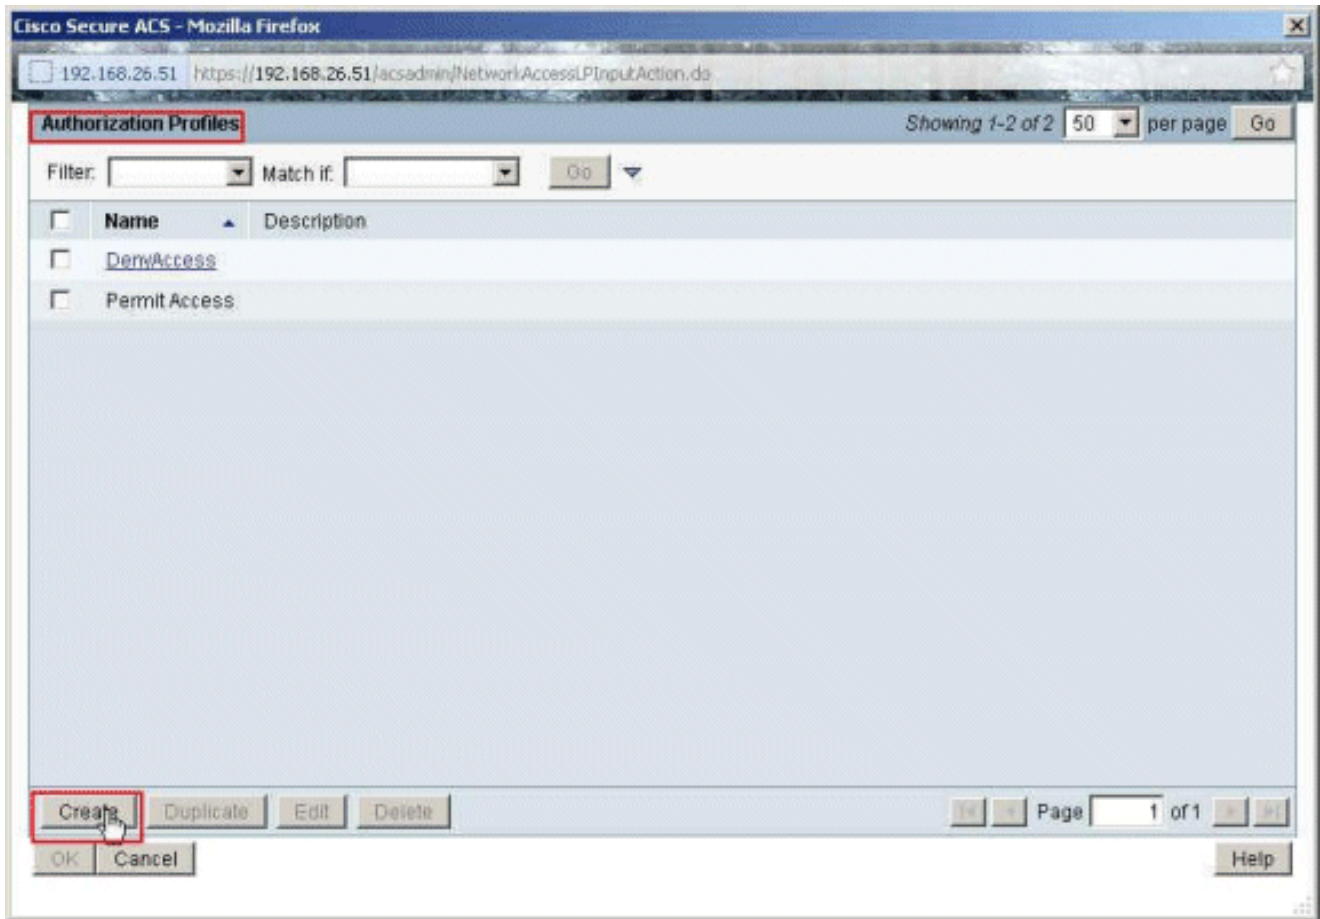 Cisco Secure ACS - Mozilla Firefox
192.168.26.51 https://192.168.26.51/acsadmin/NetworkAccessLPInputAction.do
Authorization Profiles Showing 1-2 of 2 50 per page Go
Filter: Match if: Go
Name Description
DenyAccess
Permit Access
Create Duplicate Edit Delete Page 1 of 1
OK Cancel Help